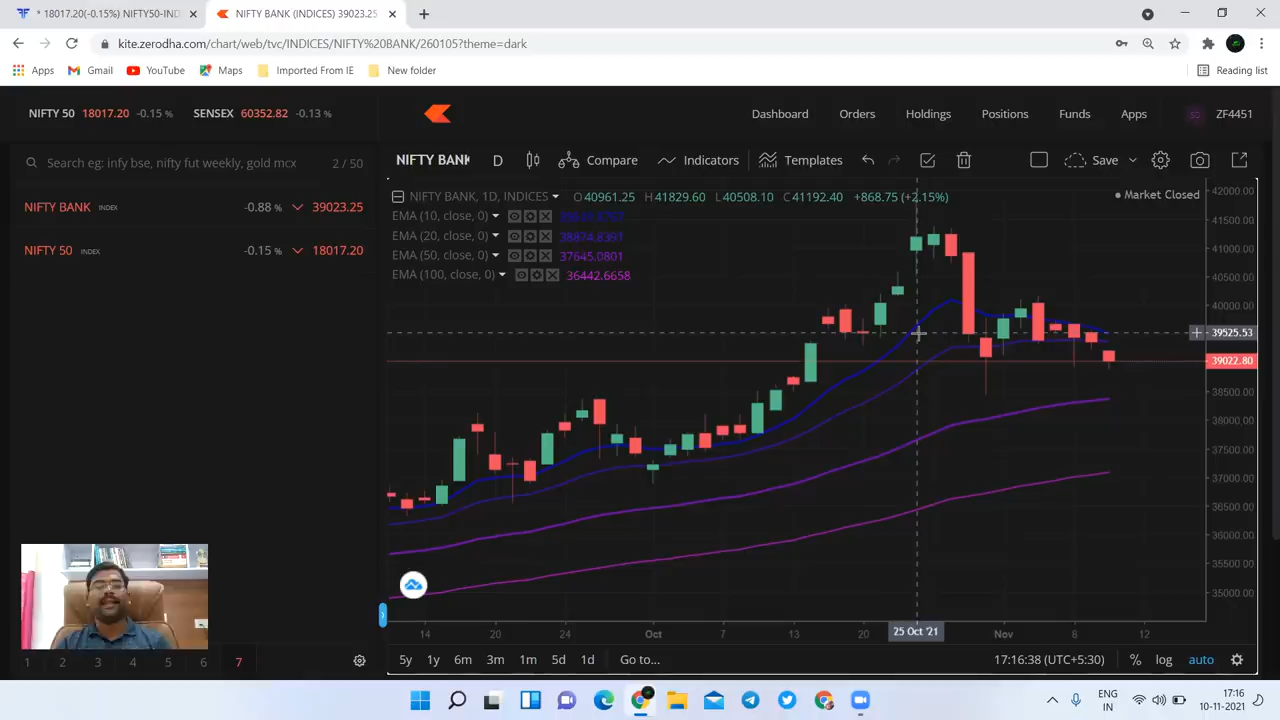 * 18017.20(-0.15%) NIFTY50-IND
NIFTY BANK (INDICES) 39023.25
kite.zerodha.com/chart/web/tvc/INDICES/NIFTY%20BANK/260105?theme=dark
Apps Gmail YouTube Maps Imported From IE New folder Reading list
NIFTY 50 18017.20 -0.15 % SENSEX 60352.82 -0.13 %
Dashboard Orders Holdings Positions Funds Apps ZF4451
Search eg: infy bse, nifty fut weekly, gold mcx 2 / 50
NIFTY BANK INDEX -0.88 % 39023.25
NIFTY 50 INDEX -0.15 % 18017.20
1 2 3 4 5 6 7
NIFTY BANK D Compare Indicators Templates Save
NIFTY BANK, 1D, INDICES O40961.25 H41829.60 L40508.10 C41192.40 +868.75 (+2.15%)
Market Closed
EMA (10, close, 0)
EMA (20, close, 0) 38874.8391
EMA (50, close, 0) 37645.0801
EMA (100, close, 0) 36442.6658
42000.00
41500.00
41000.00
40500.00
40000.00
39525.53
39022.80
38500.00
38000.00
37500.00
37000.00
36500.00
36000.00
35500.00
35000.00
14 20 24 Oct 7 13 20 25 Oct '21 Nov 8 12
5y 1y 6m 3m 1m 5d 1d Go to... 17:16:38 (UTC+5:30) % log auto
ENG
IN
17:16
10-11-2021